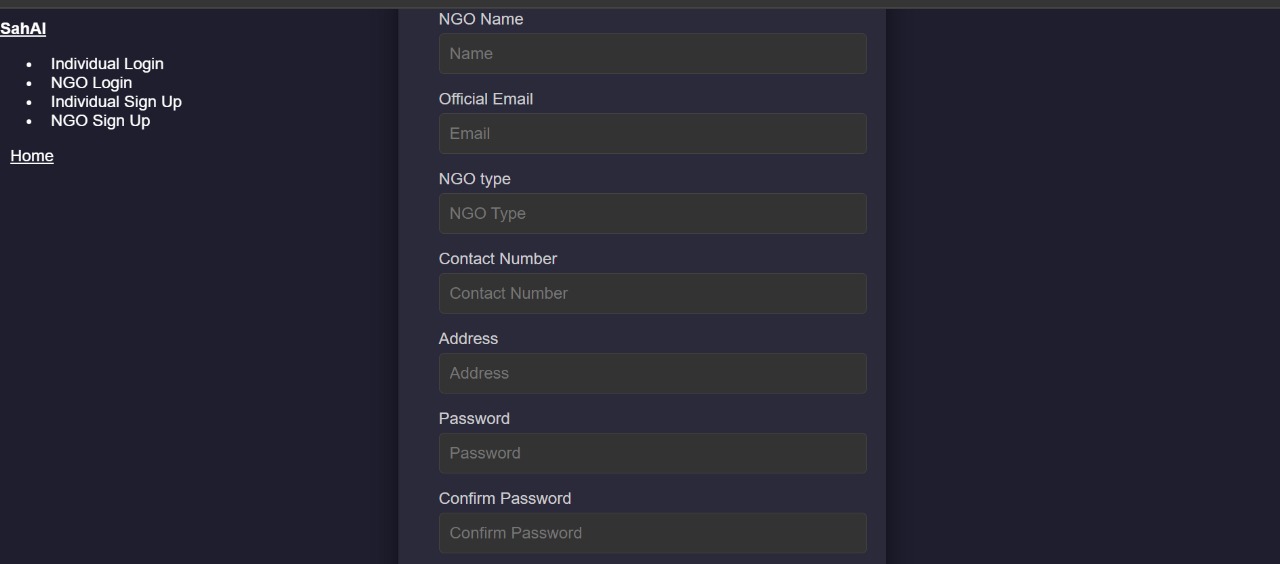 SahAI
Individual Login
NGO Login
Individual Sign Up
NGO Sign Up
Home
NGO Name
Name
Official Email
Email
NGO type
NGO Type
Contact Number
Contact Number
Address
Address
Password
Password
Confirm Password
Confirm Password